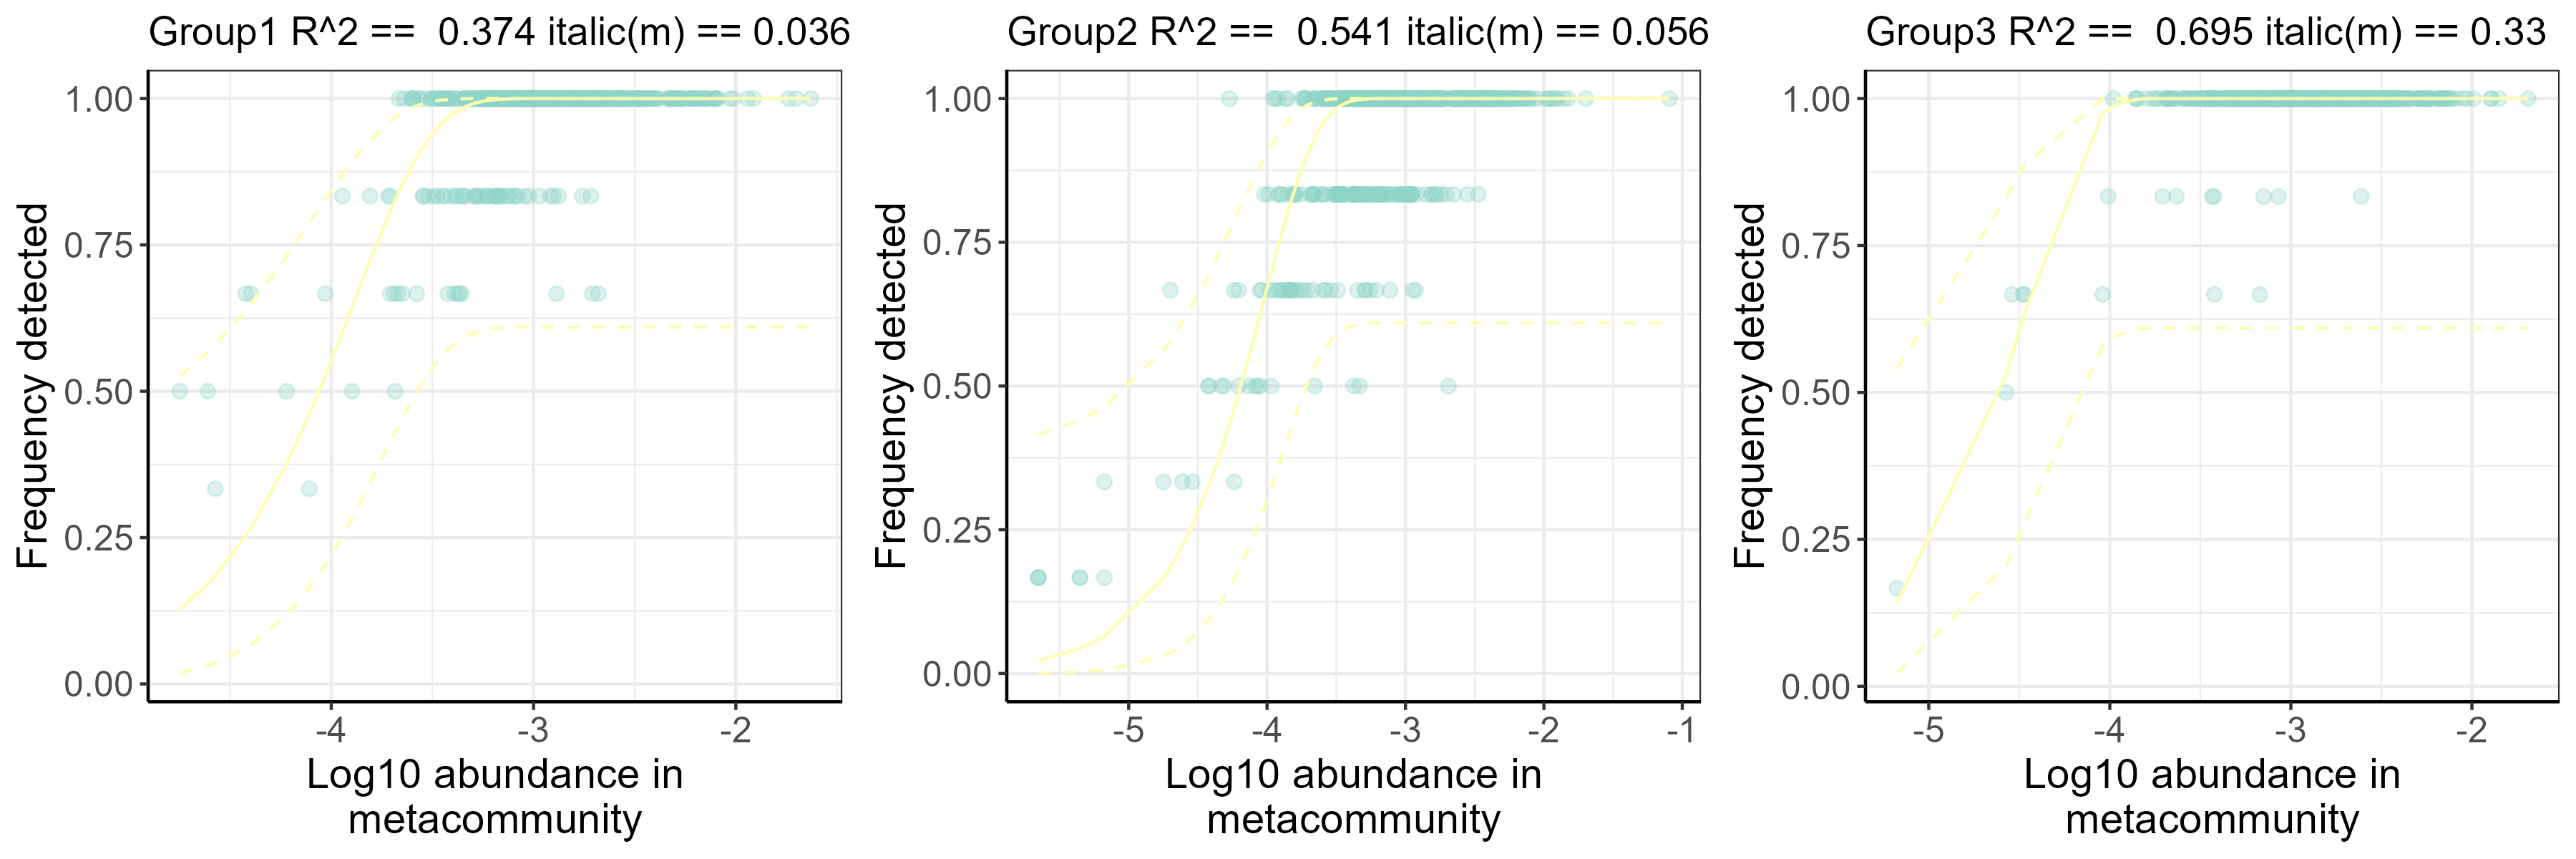 Group1 R^2 ==  0.374 italic(m) == 0.036
Frequency detected
1.00
0.75
0.50
0.25
0.00
-4
-3
-2
Log10 abundance in
metacommunity
Group2 R^2 ==  0.541 italic(m) == 0.056
Frequency detected
1.00
0.75
0.50
0.25
0.00
-5
-4
-3
-2
-1
Log10 abundance in
metacommunity
Group3 R^2 ==  0.695 italic(m) == 0.33
Frequency detected
1.00
0.75
0.50
0.25
0.00
-5
-4
-3
-2
Log10 abundance in
metacommunity